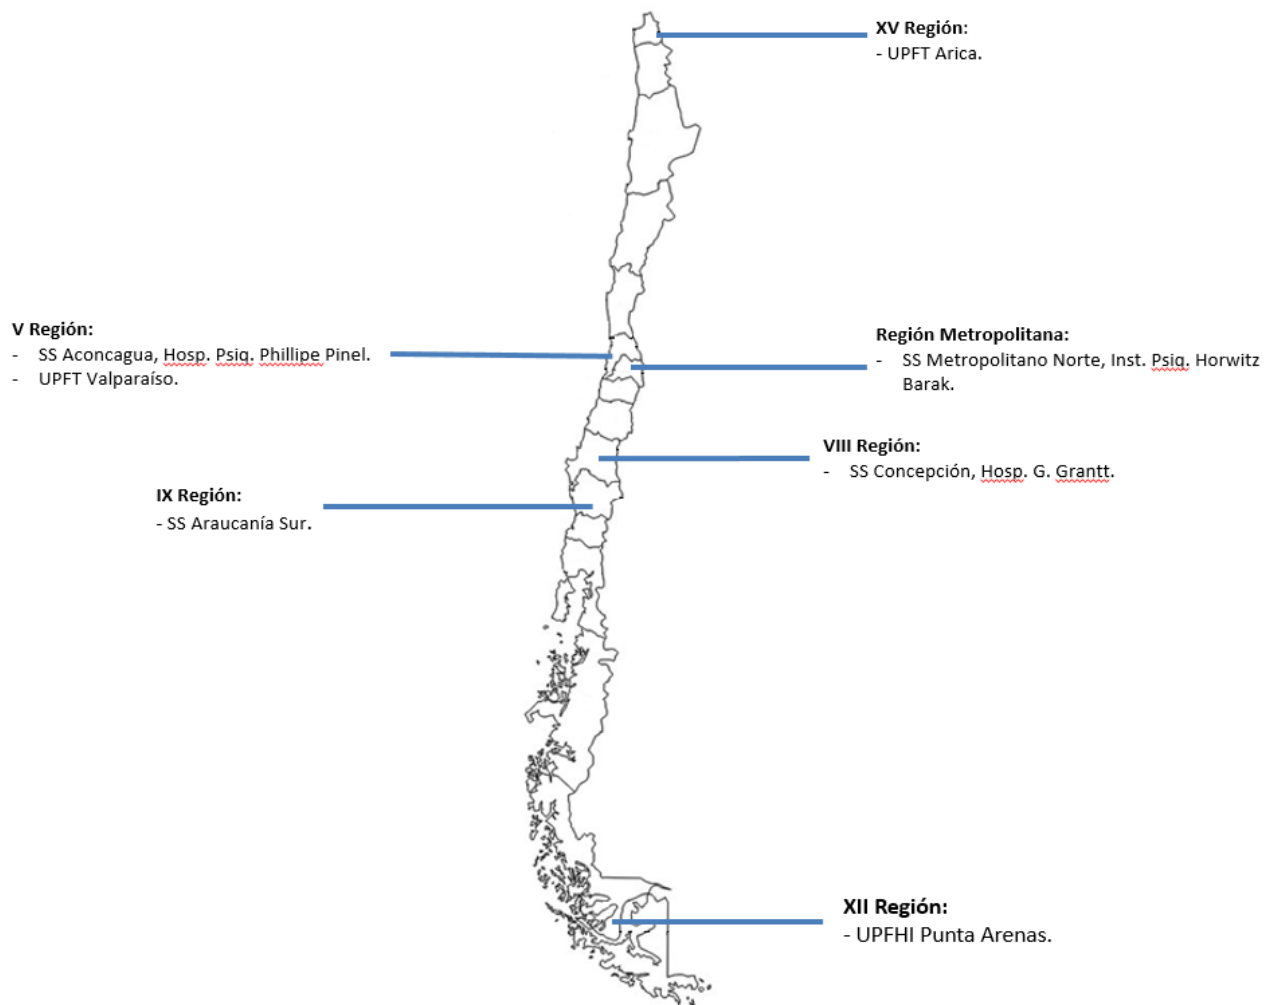 XV Región:
- UPFT Arica.
V Región:
- SS Aconcagua, Hosp. Psiq. Phillipe Pinel.
- UPFT Valparaíso.
Región Metropolitana:
- SS Metropolitano Norte, Inst. Psiq. Horwitz
Barak.
VIII Región:
- SS Concepción, Hosp. G. Grantt.
IX Región:
- SS Araucanía Sur.
XII Región:
- UPFHI Punta Arenas.